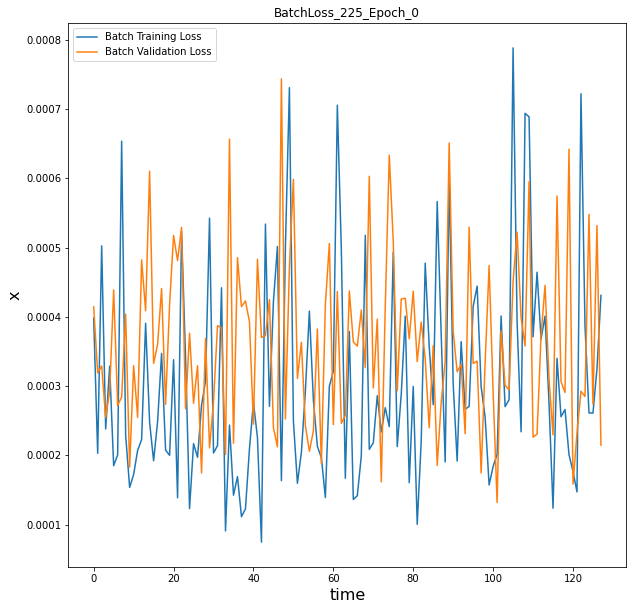 BatchLoss_225_Epoch_0
Batch Training Loss
Batch Validation Loss
0.0008
0.0007
0.0006
0.0005
0.0004
0.0003
0.0002
0.0001
x
0 20 40 60 80 100 120
time